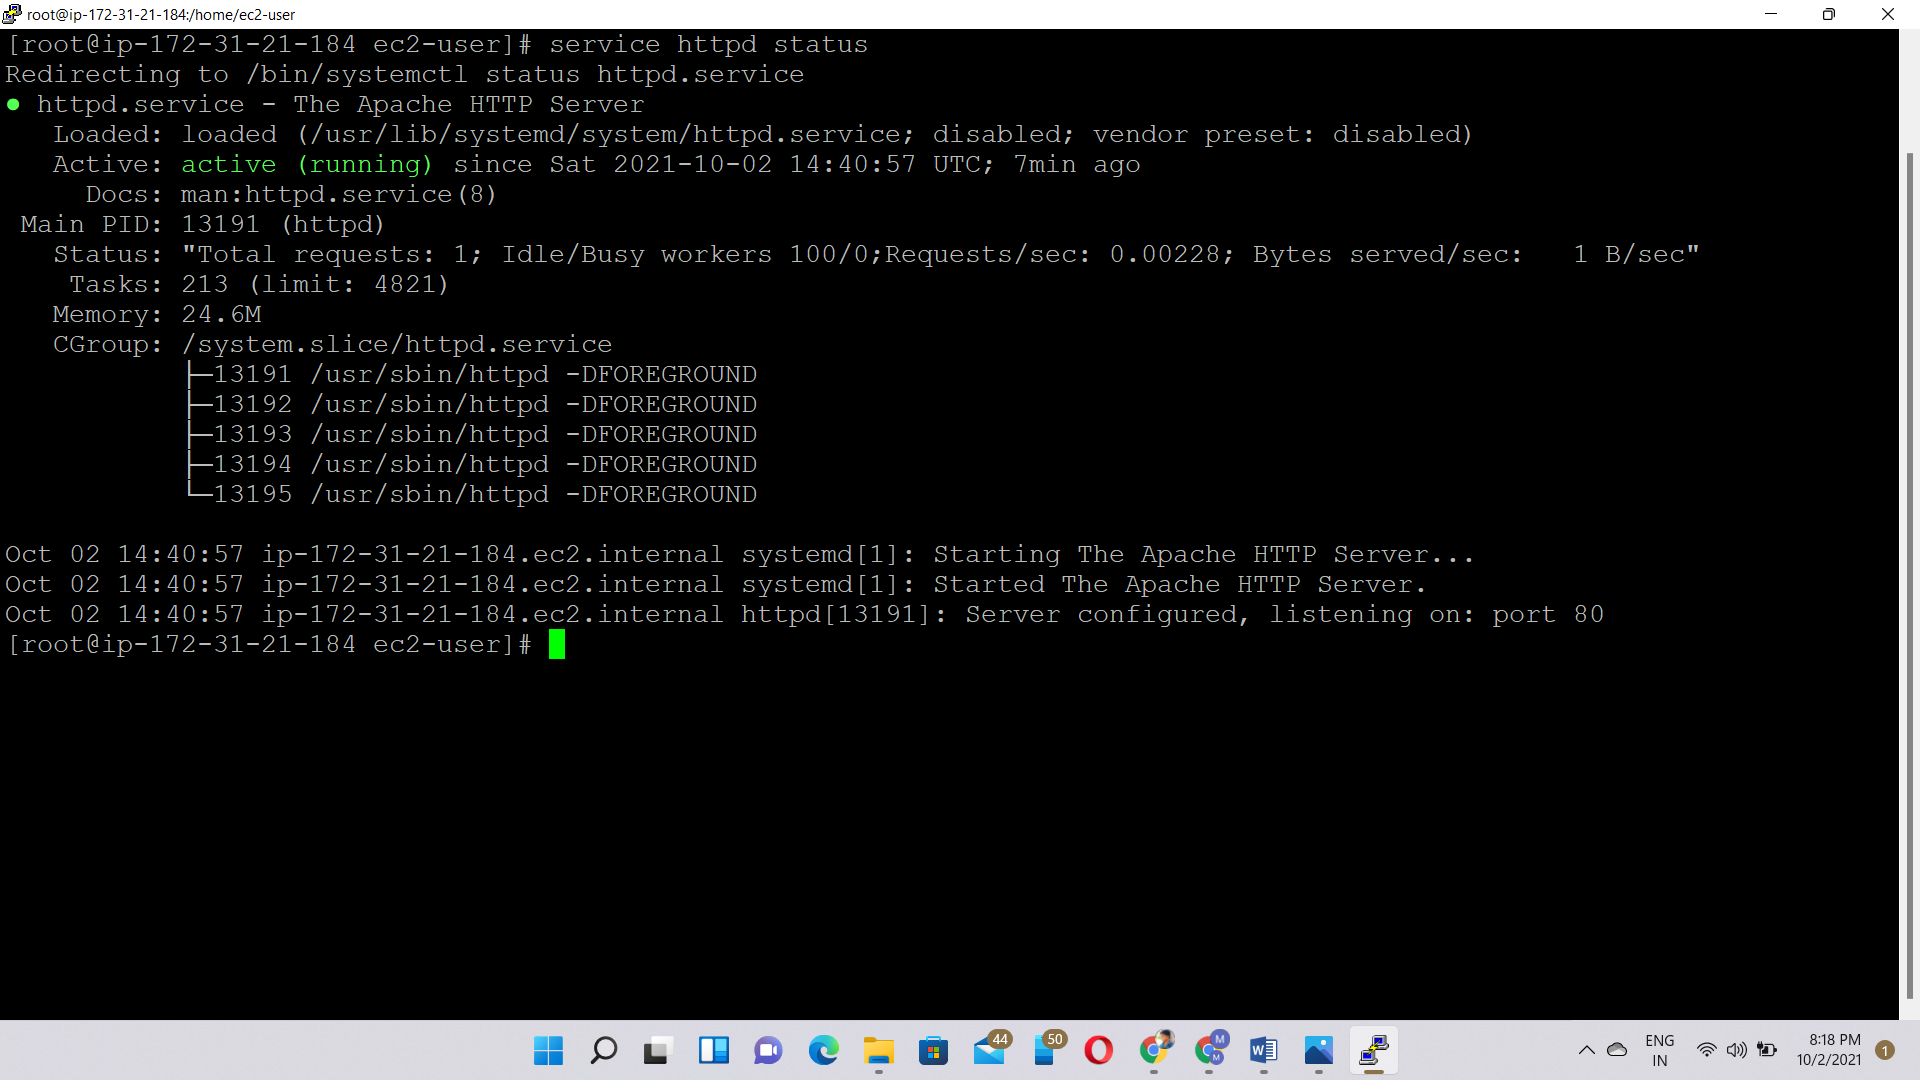 root@ip-172-31-21-184:/home/ec2-user
[root@ip-172-31-21-184 ec2-user]# service httpd status
Redirecting to /bin/systemctl status httpd.service
● httpd.service - The Apache HTTP Server
   Loaded: loaded (/usr/lib/systemd/system/httpd.service; disabled; vendor preset: disabled)
   Active: active (running) since Sat 2021-10-02 14:40:57 UTC; 7min ago
     Docs: man:httpd.service(8)
 Main PID: 13191 (httpd)
   Status: "Total requests: 1; Idle/Busy workers 100/0;Requests/sec: 0.00228; Bytes served/sec:   1 B/sec"
    Tasks: 213 (limit: 4821)
   Memory: 24.6M
   CGroup: /system.slice/httpd.service
           ├─13191 /usr/sbin/httpd -DFOREGROUND
           ├─13192 /usr/sbin/httpd -DFOREGROUND
           ├─13193 /usr/sbin/httpd -DFOREGROUND
           ├─13194 /usr/sbin/httpd -DFOREGROUND
           └─13195 /usr/sbin/httpd -DFOREGROUND

Oct 02 14:40:57 ip-172-31-21-184.ec2.internal systemd[1]: Starting The Apache HTTP Server...
Oct 02 14:40:57 ip-172-31-21-184.ec2.internal systemd[1]: Started The Apache HTTP Server.
Oct 02 14:40:57 ip-172-31-21-184.ec2.internal httpd[13191]: Server configured, listening on: port 80
[root@ip-172-31-21-184 ec2-user]#
44
50
M
M
W
ENG
IN
8:18 PM
10/2/2021
1